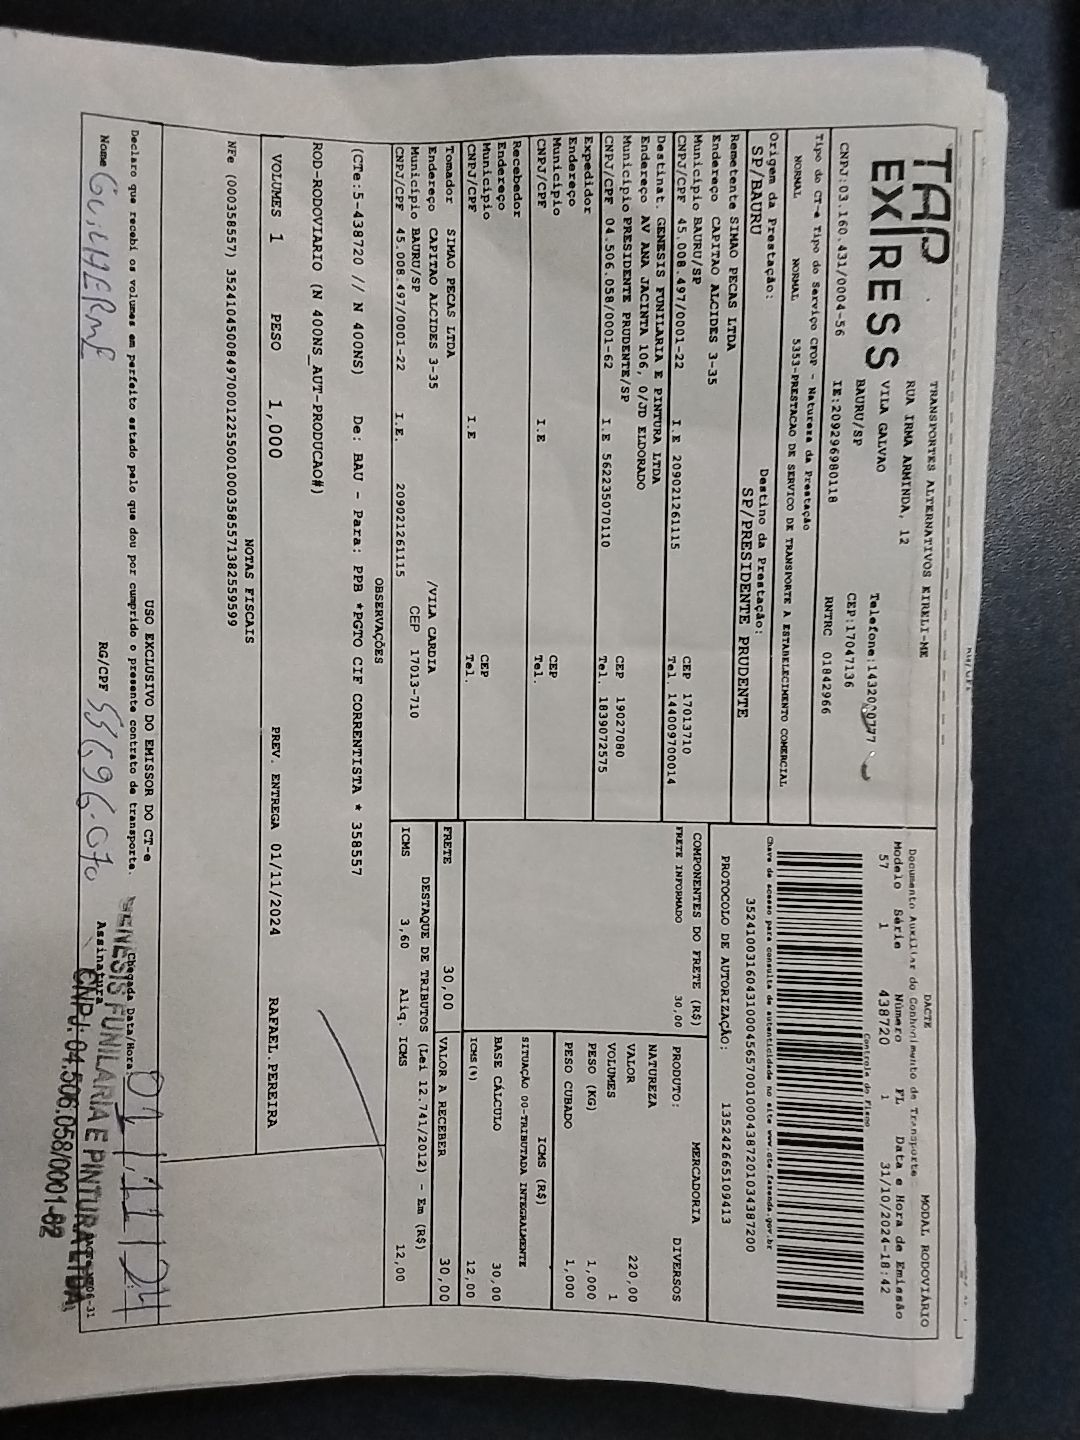 TAP
EXPRESS
TRANSPORTES ALTERNATIVOS EIRELI-ME
RUA IRMA ARMINDA, 12
VILA GALVAO
BAURU/SP
Telefone:
CEP:17047136
CNPJ:03.160.431/0004-56 IE:209296980118 RNTRC 01842966
Tipo do CT-e Tipo do Serviço CFOP - Natureza da Prestação
NORMAL NORMAL 5353-PRESTACAO DE SERVICO DE TRANSPORTE A ESTABELECIMENTO COMERCIAL
Origem da Prestação: Destino da Prestação:
SP/BAURU SP/PRESIDENTE PRUDENTE
DACTE MODAL RODOVIÁRIO
Documento Auxiliar do Conhecimento de Transporte
Modelo Série Número FL Data e Hora de Emissão
57 1 438720 1 31/10/2024-18:42
Controle do Fisco
Chave de acesso para consulta de autenticidade no site www.cte.fazenda.gov.br
35241003160431000456570010004387201034387200
PROTOCOLO DE AUTORIZAÇÃO: 135242665109413
Remetente SIMAO PECAS LTDA
Endereço CAPITAO ALCIDES 3-35
Município BAURU/SP CEP 17013710
CNPJ/CPF 45.008.497/0001-22 I.E 209021261115 Tel. 144009700014
Destinat. GENESIS FUNILARIA E PINTURA LTDA
Endereço AV ANA JACINTA 106, 0/JD ELDORADO
Município PRESIDENTE PRUDENTE/SP CEP 19027080
CNPJ/CPF 04.506.058/0001-62 I.E 562235070110 Tel. 1839072575
Expedidor
Endereço
Município CEP
CNPJ/CPF I.E Tel.
Recebedor
Endereço
Município CEP
CNPJ/CPF I.E Tel.
Tomador SIMAO PECAS LTDA
Endereço CAPITAO ALCIDES 3-35 /VILA CARDIA
Município BAURU/SP CEP 17013-710
CNPJ/CPF 45.008.497/0001-22 I.E. 209021261115
COMPONENTES DO FRETE (R$)
FRETE INFORMADO 30,00
PRODUTO: MERCADORIA
NATUREZA DIVERSOS
VALOR 220,00
VOLUMES 1
PESO (KG) 1,000
PESO CUBADO 1,000
ICMS (R$)
SITUAÇÃO 00-TRIBUTADA INTEGRALMENTE
BASE CÁLCULO 30,00
ICMS(%) 12,00
FRETE 30,00 VALOR A RECEBER 30,00
DESTAQUE DE TRIBUTOS (Lei 12.741/2012) - Em (R$)
ICMS 3,60 Aliq. ICMS 12,00
OBSERVAÇÕES
(CTe:5-438720 // N 400NS) De: BAU - Para: PPB *PGTO CIF CORRENTISTA * 358557
ROD-RODOVIARIO (N 400NS_AUT-PRODUCAO#)
VOLUMES 1 PESO 1,000 PREV. ENTREGA 01/11/2024 RAFAEL.PEREIRA
NOTAS FISCAIS
NFe (000358557) 35241045008497000122550010003585571382559599
USO EXCLUSIVO DO EMISSOR DO CT-e
Declaro que recebi os volumes em perfeito estado pelo que dou por cumprido o presente contrato de transporte. Chegada Data/Hora: 01/11/24
Nome GUILHERME RG/CPF Assinatura
GENESIS FUNILARIA E PINTURA LTDA
CNPJ: 04.506.058/0001-62